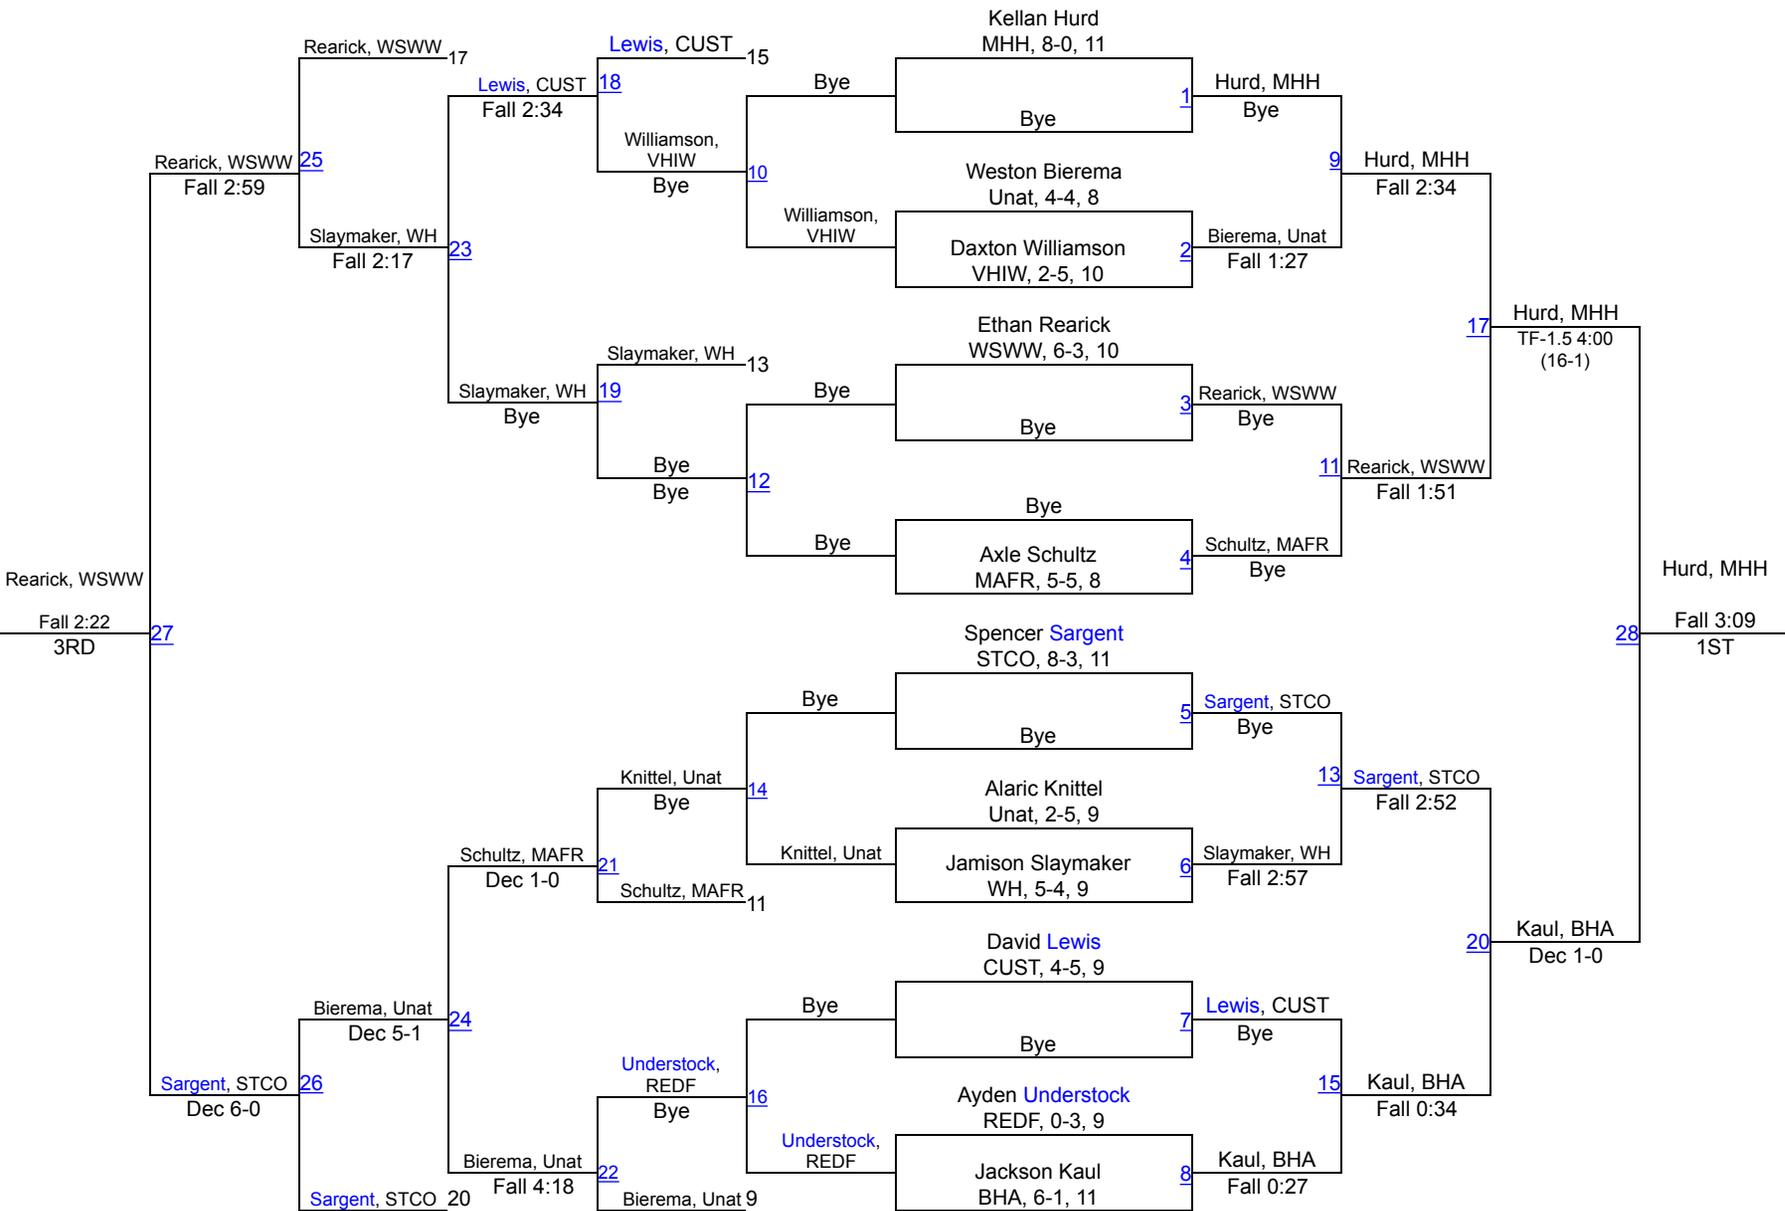 Kellan Hurd
MHH, 8-0, 11
Rearick, WSWW
17
Lewis, CUST
15
Lewis, CUST
18
Fall 2:34
Bye
1
Hurd, MHH
Bye
Bye
Williamson,
VHIW
Bye
10
Rearick, WSWW
25
Fall 2:59
Weston Bierema
Unat, 4-4, 8
9
Hurd, MHH
Fall 2:34
Williamson,
VHIW
Slaymaker, WH
23
Fall 2:17
Daxton Williamson
VHIW, 2-5, 10
2
Bierema, Unat
Fall 1:27
Ethan Rearick
WSWW, 6-3, 10
17
Hurd, MHH
TF-1.5 4:00
(16-1)
Slaymaker, WH
13
Slaymaker, WH
19
Bye
Bye
3
Rearick, WSWW
Bye
Bye
Bye
Bye
12
11
Rearick, WSWW
Fall 1:51
Bye
Bye
Axle Schultz
MAFR, 5-5, 8
4
Schultz, MAFR
Bye
Rearick, WSWW
Fall 2:22
3RD
27
Hurd, MHH
28
Fall 3:09
1ST
Spencer Sargent
STCO, 8-3, 11
Bye
5
Sargent, STCO
Bye
Bye
Knittel, Unat
Bye
14
Alaric Knittel
Unat, 2-5, 9
13
Sargent, STCO
Fall 2:52
Schultz, MAFR
Dec 1-0
21
Knittel, Unat
Jamison Slaymaker
WH, 5-4, 9
6
Slaymaker, WH
Fall 2:57
Schultz, MAFR
11
David Lewis
CUST, 4-5, 9
20
Kaul, BHA
Dec 1-0
Bierema, Unat
Dec 5-1
24
Bye
7
Lewis, CUST
Bye
Bye
Understock,
REDF
Bye
16
Sargent, STCO
26
Dec 6-0
Ayden Understock
REDF, 0-3, 9
15
Kaul, BHA
Fall 0:34
Understock,
REDF
Bierema, Unat
22
Fall 4:18
Jackson Kaul
BHA, 6-1, 11
8
Kaul, BHA
Fall 0:27
Sargent, STCO
20
Bierema, Unat
9